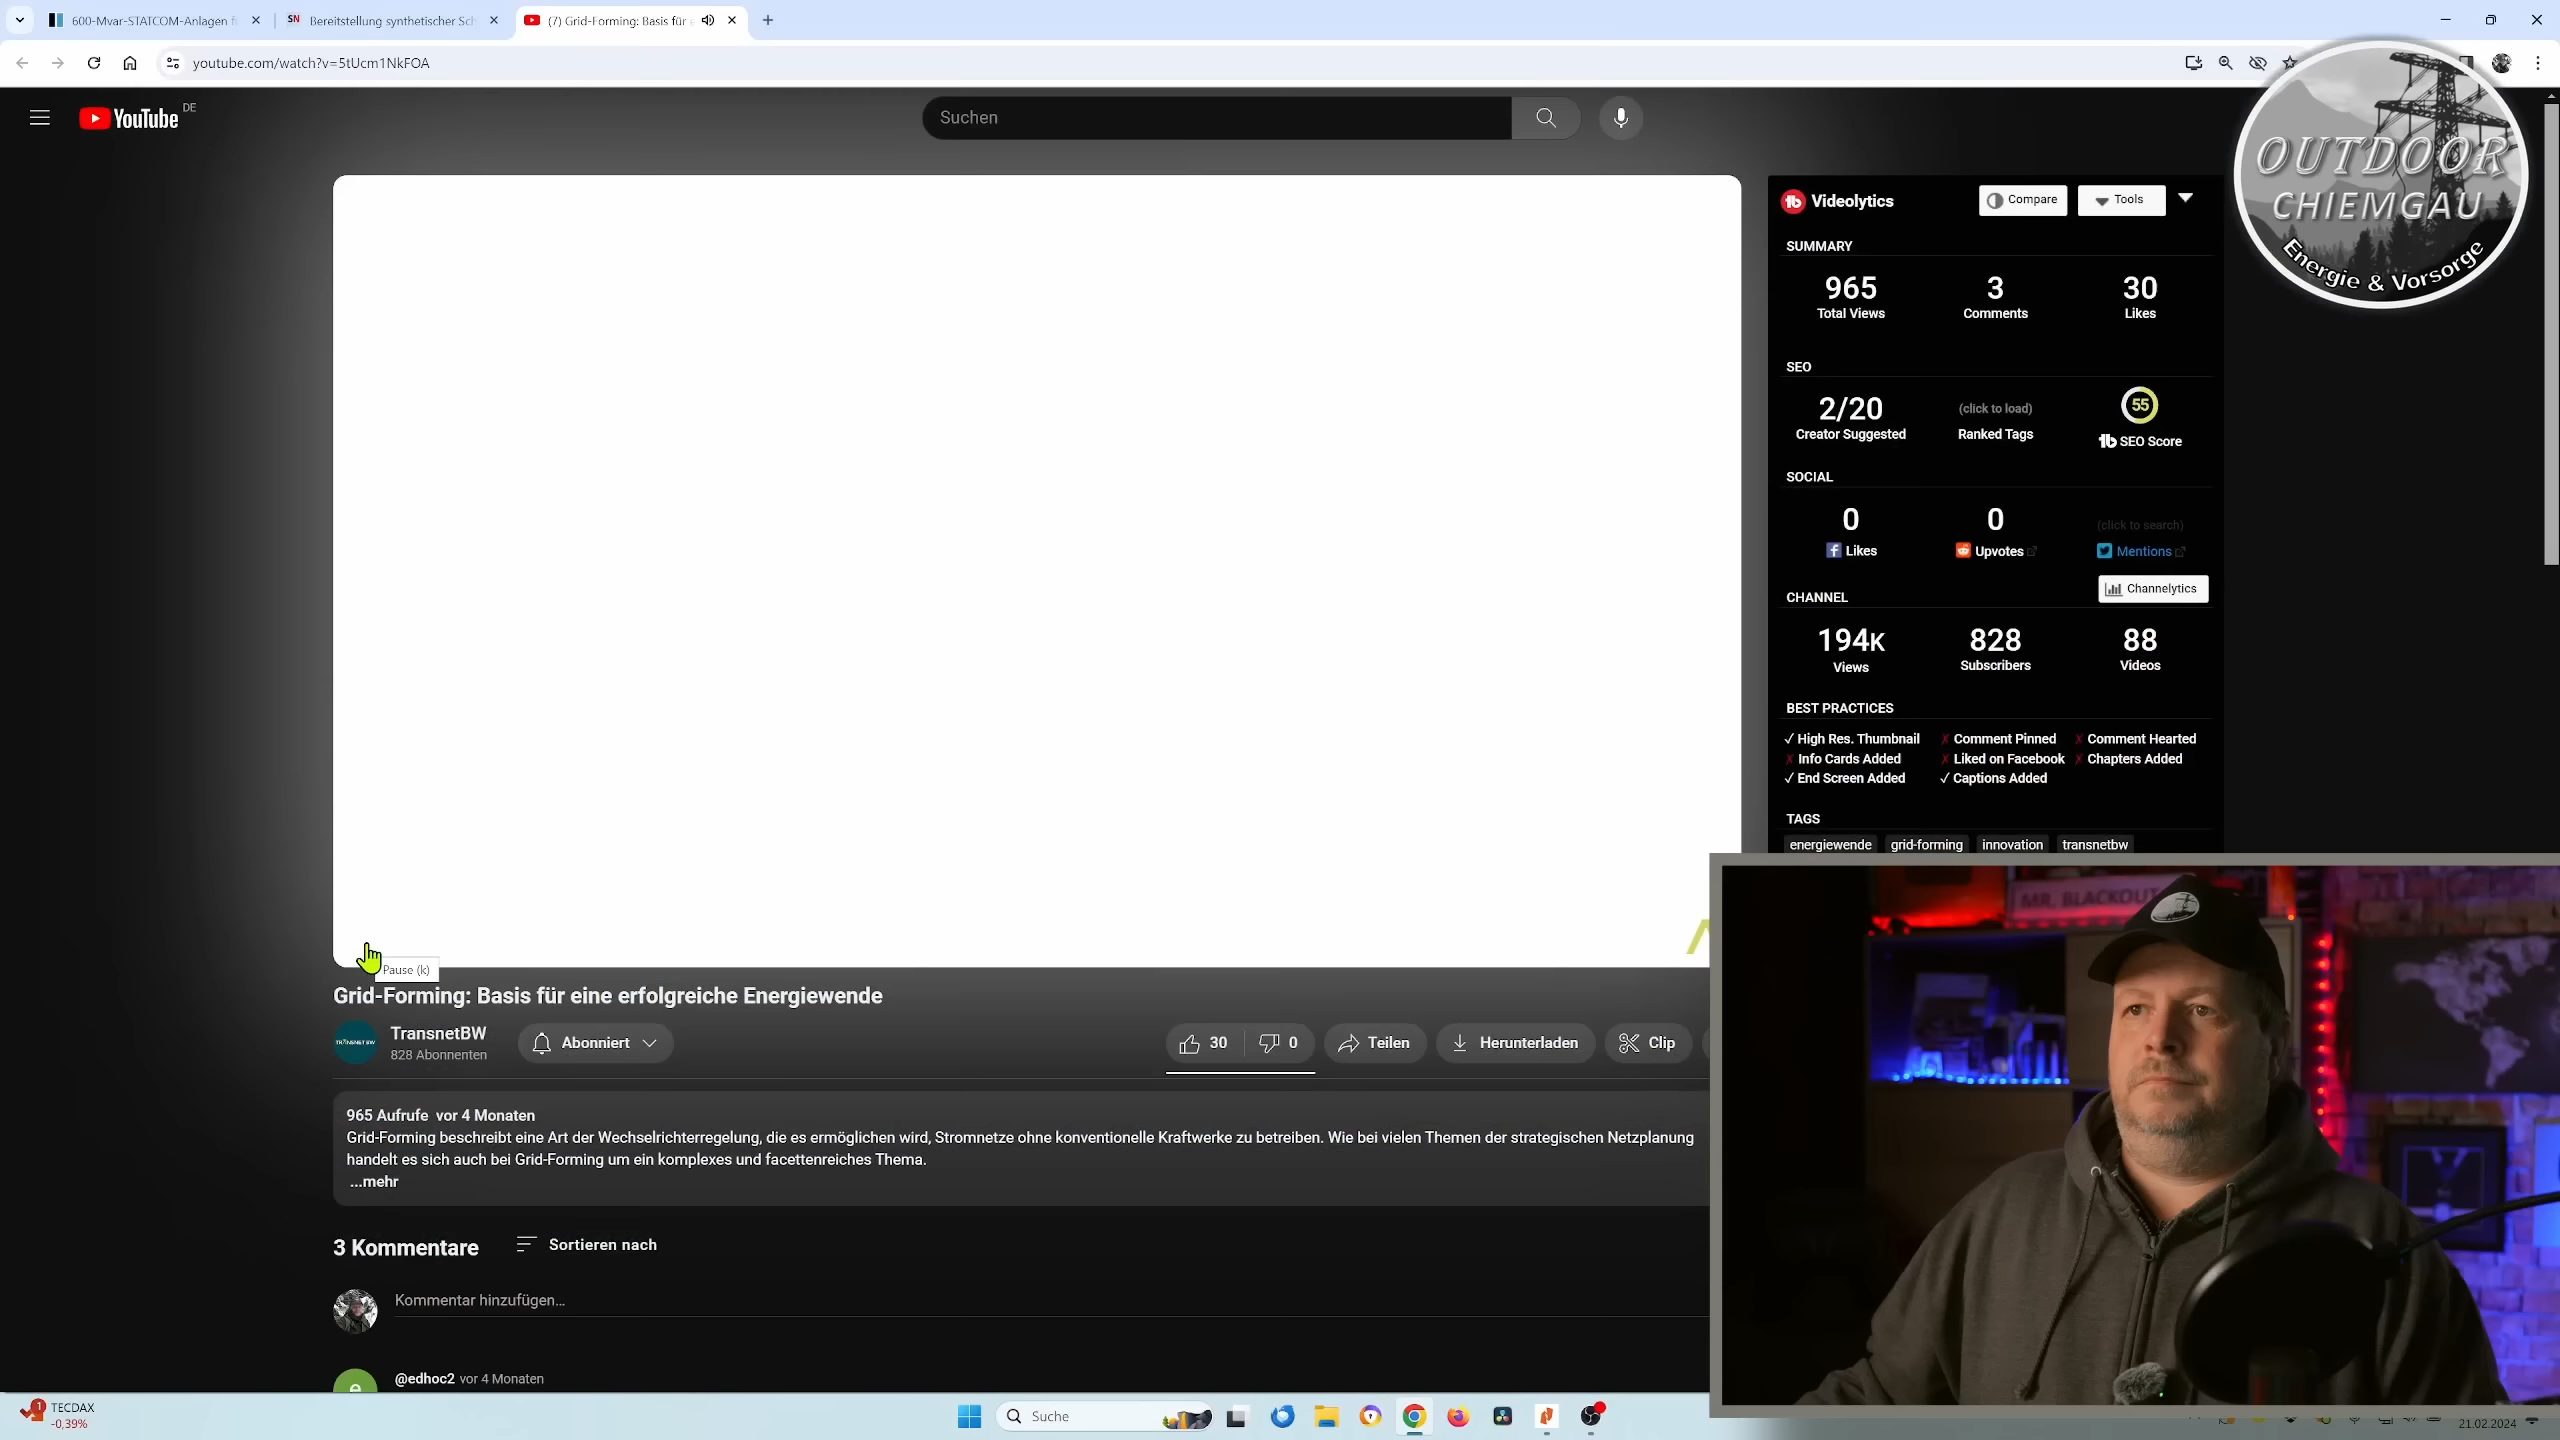 600-Mvar-STATCOM-Anlagen f
SN Bereitstellung synthetischer Sch
(7) Grid-Forming: Basis für e
youtube.com/watch?v=5tUcm1NkFOA
YouTube DE
Suchen
OUTDOOR
CHIEMGAU
Energie & Vorsorge
Videolytics
Compare
Tools
SUMMARY
965 3 30
Total Views Comments Likes
SEO
2/20 (click to load) 55
Creator Suggested Ranked Tags tb SEO Score
SOCIAL
0 0 (click to search)
Likes Upvotes Mentions
Channelytics
CHANNEL
194K 828 88
Views Subscribers Videos
BEST PRACTICES
✓ High Res. Thumbnail ✗ Comment Pinned ✗ Comment Hearted
✗ Info Cards Added ✗ Liked on Facebook ✗ Chapters Added
✓ End Screen Added ✓ Captions Added
TAGS
energiewende grid-forming innovation transnetbw
MR. BLACKOUT
Pause (k)
Grid-Forming: Basis für eine erfolgreiche Energiewende
TRANSNET BW
TransnetBW
828 Abonnenten
Abonniert
30 0 Teilen Herunterladen Clip
965 Aufrufe vor 4 Monaten
Grid-Forming beschreibt eine Art der Wechselrichterregelung, die es ermöglichen wird, Stromnetze ohne konventionelle Kraftwerke zu betreiben. Wie bei vielen Themen der strategischen Netzplanung
handelt es sich auch bei Grid-Forming um ein komplexes und facettenreiches Thema.
...mehr
3 Kommentare Sortieren nach
Kommentar hinzufügen...
e
@edhoc2 vor 4 Monaten
1
TECDAX
-0,39%
Suche
21.02.2024